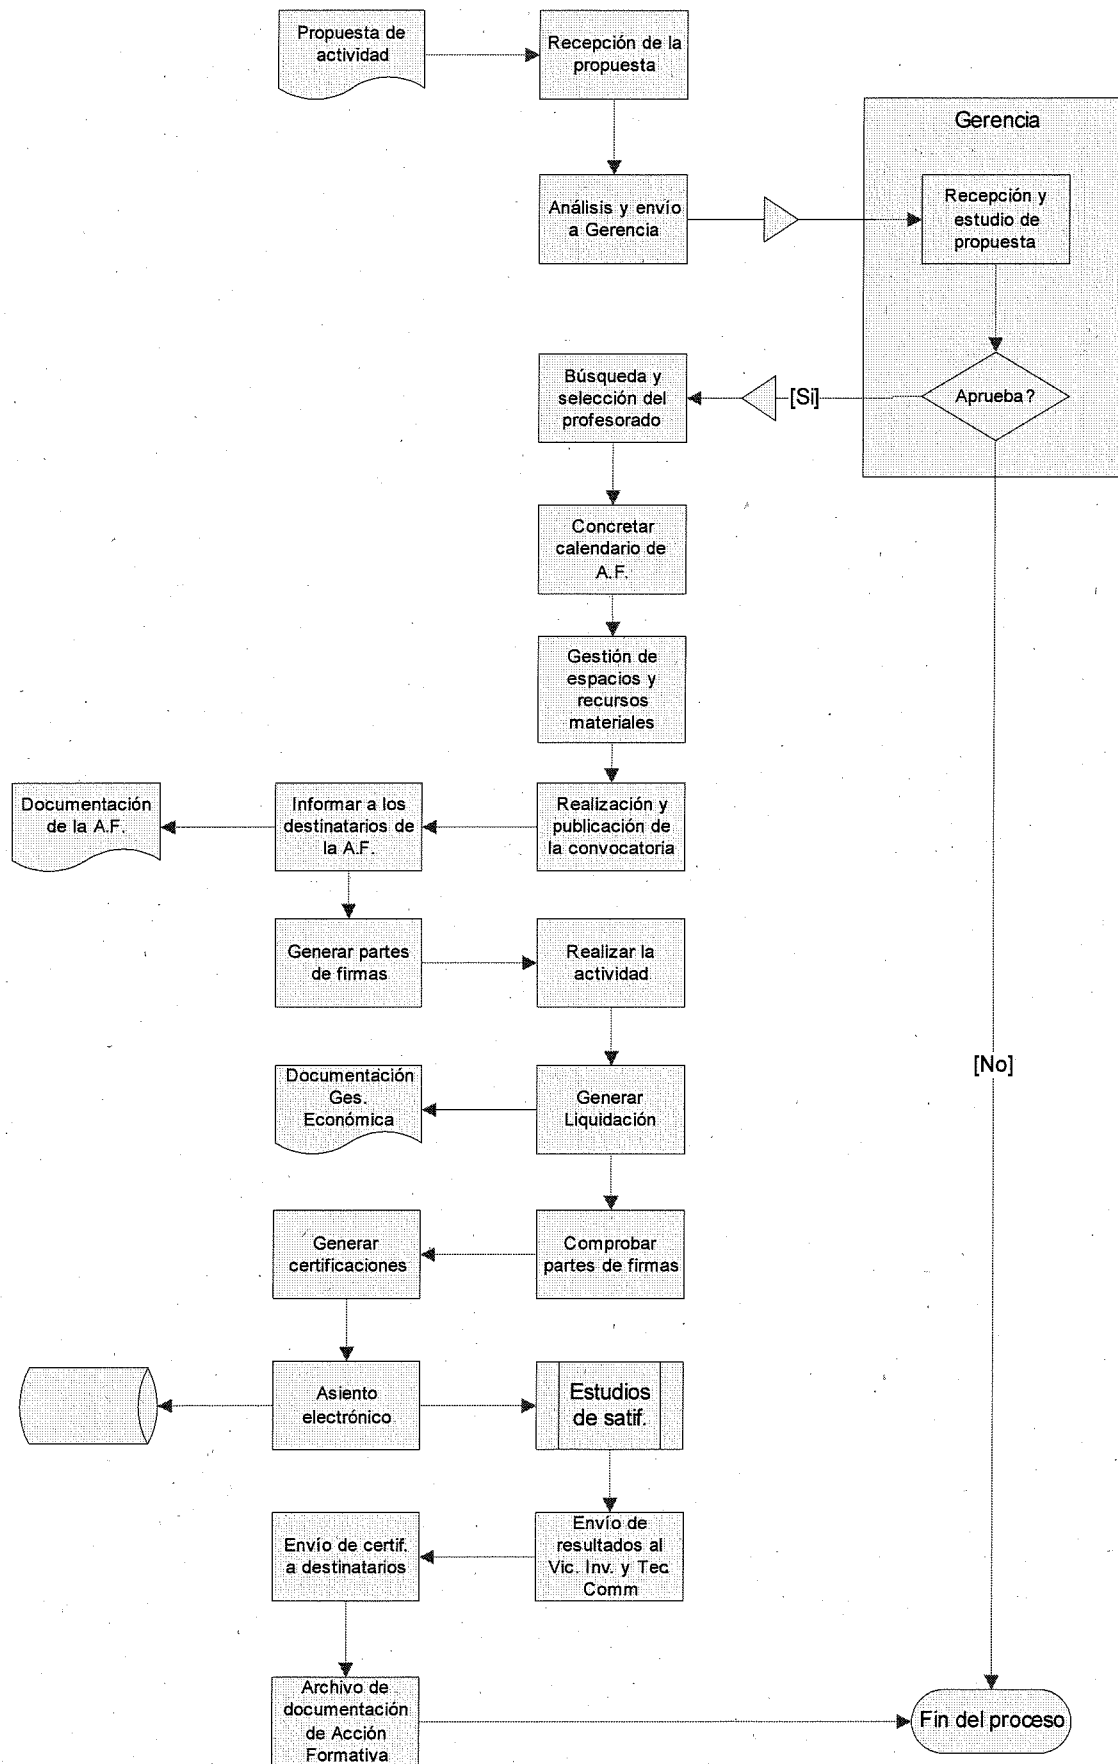 Propuesta de
actividad
Recepción de la
propuesta
Gerencia
Análisis y envío
a Gerencia
Recepción y
estudio de
propuesta
Búsqueda y
selección del
profesorado
[Si]
Aprueba?
Concretar
calendario de
A.F.
Gestión de
espacios y
recursos
materiales
Documentación
de la A.F.
Informar a los
destinatarios de
la A.F.
Realización y
publicación de
la convocatoria
Generar partes
de firmas
Realizar la
actividad
[No]
Documentación
Ges.
Económica
Generar
Liquidación
Generar
certificaciones
Comprobar
partes de firmas
Asiento
electrónico
Estudios
de satif.
Envío de certif.
a destinatarios
Envío de
resultados al
Vic. Inv. y Tec.
Comm
Archivo de
documentación
de Acción
Formativa
Fin del proceso